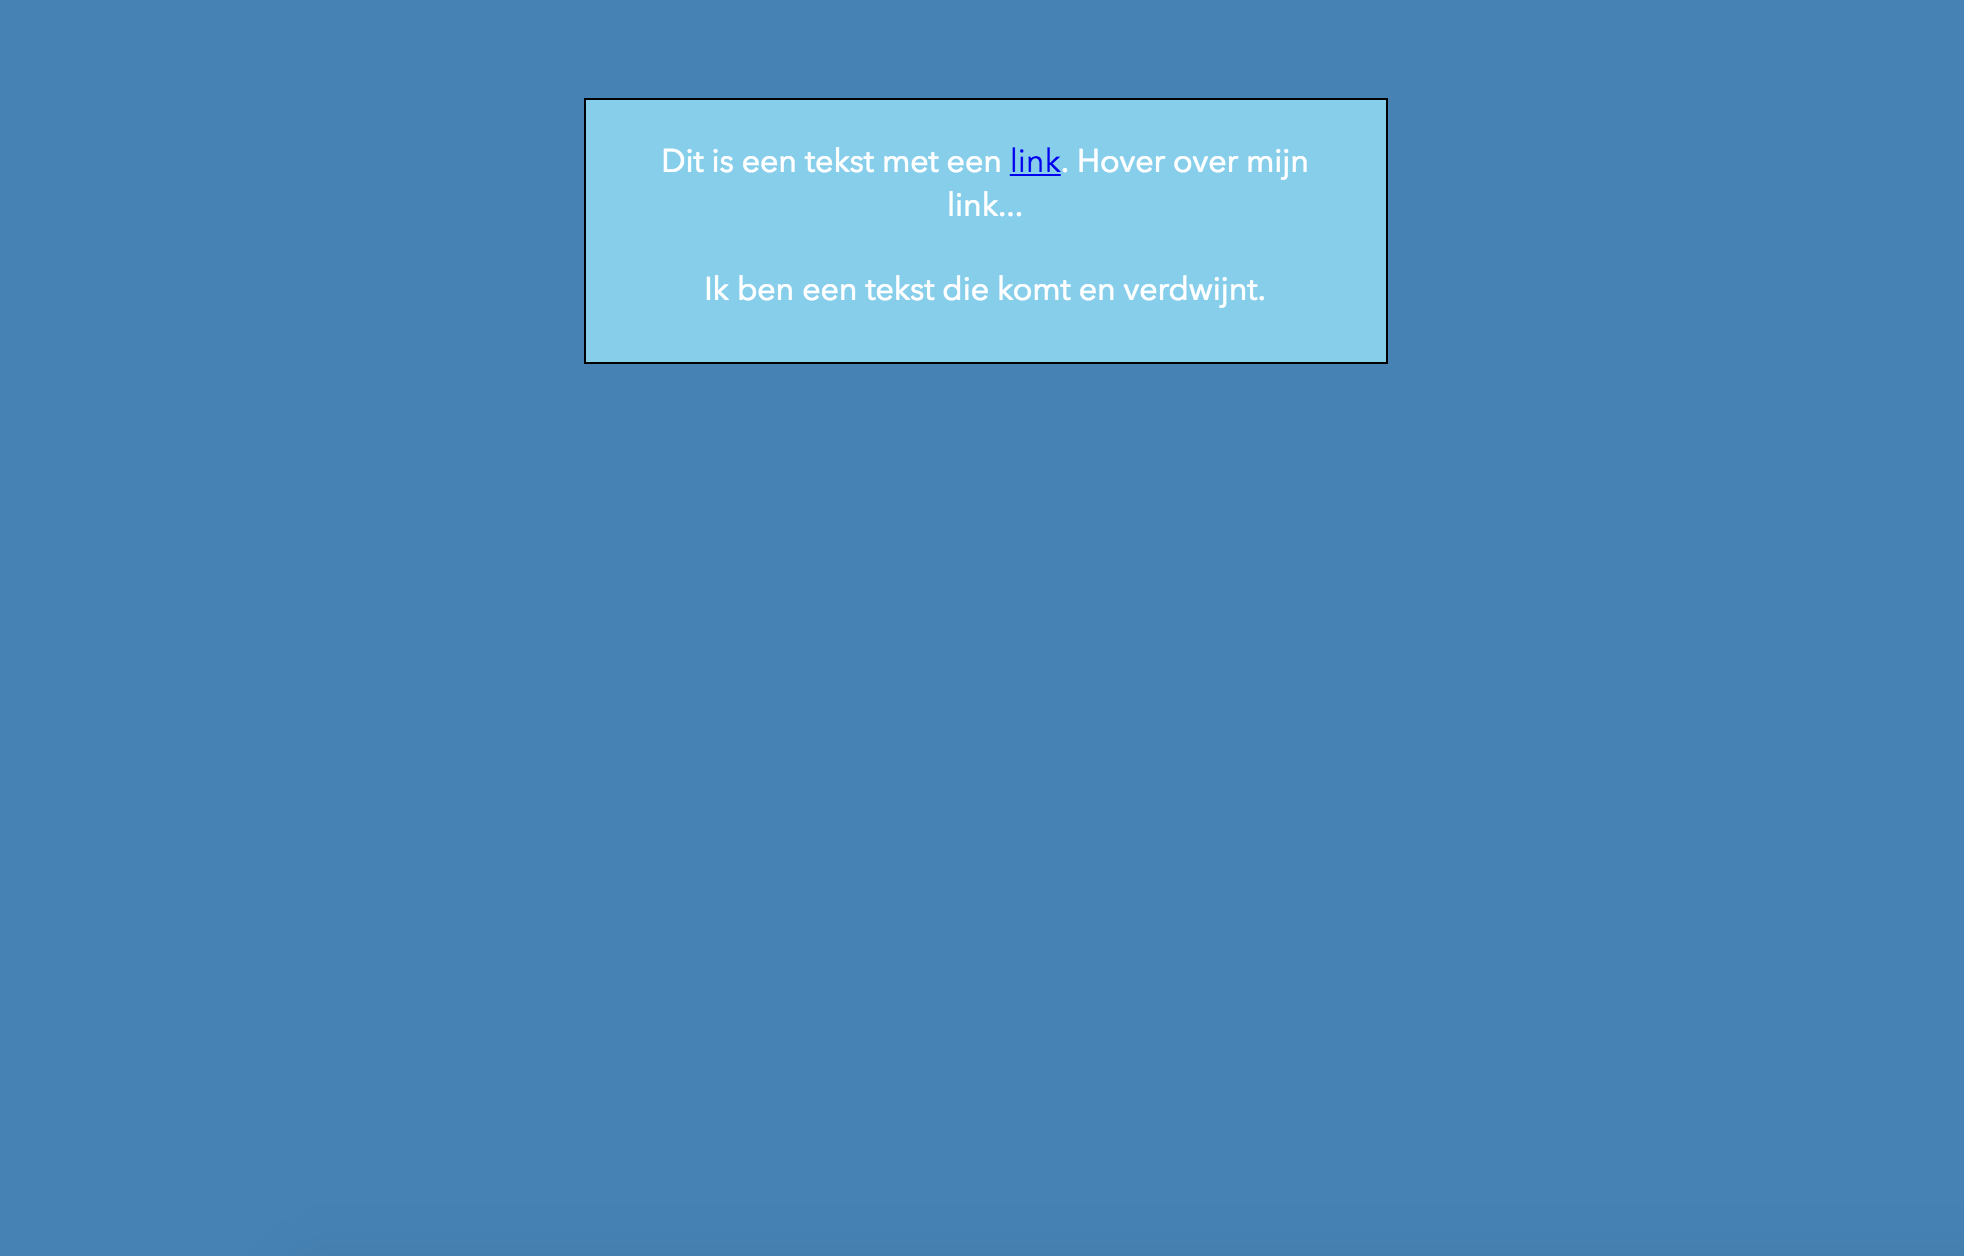 Dit is een tekst met een link. Hover over mijn
link...
Ik ben een tekst die komt en verdwijnt.